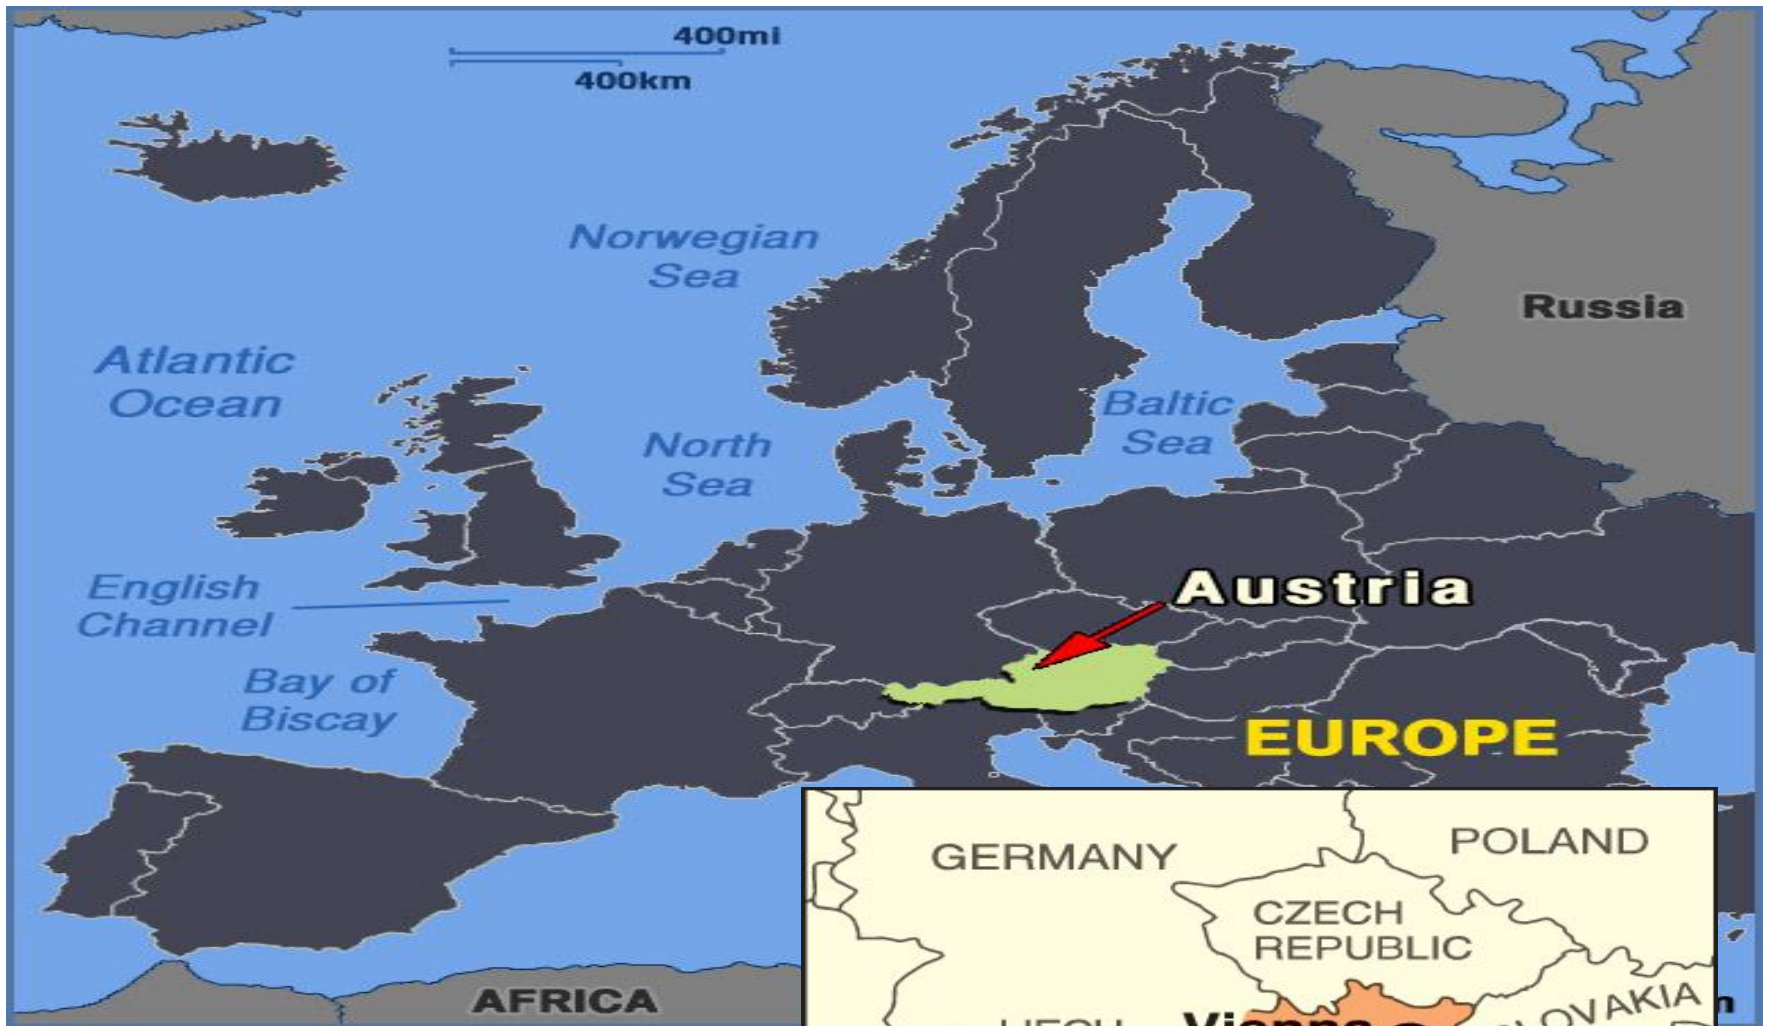 400mi
400km
Norwegian
Sea
Russia
Atlantic
Ocean
Baltic
Sea
North
Sea
Austria
English
Channel
Bay of
Biscay
EUROPE
GERMANY
POLAND
CZECH
REPUBLIC
AFRICA
Vienna